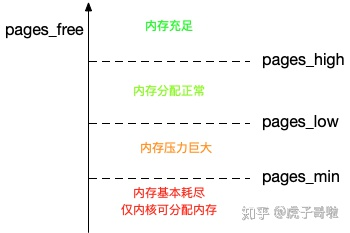 pages_free
内存充足
pages_high
内存分配正常
pages_low
内存压力巨大
pages_min
内存基本耗尽
仅内核可分配内存
知乎 @虎子哥啦